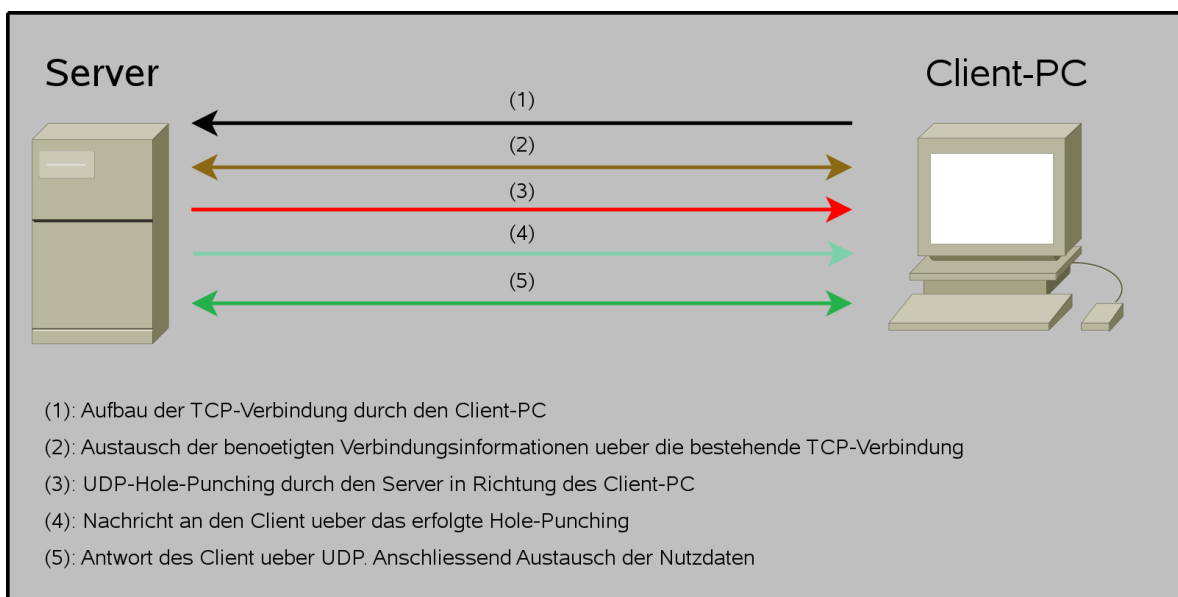 Server
Client-PC
(1)
(2)
(3)
(4)
(5)
(1): Aufbau der TCP-Verbindung durch den Client-PC
(2): Austausch der benoetigten Verbindungsinformationen ueber die bestehende TCP-Verbindung
(3): UDP-Hole-Punching durch den Server in Richtung des Client-PC
(4): Nachricht an den Client ueber das erfolgte Hole-Punching
(5): Antwort des Client ueber UDP. Anschliessend Austausch der Nutzdaten